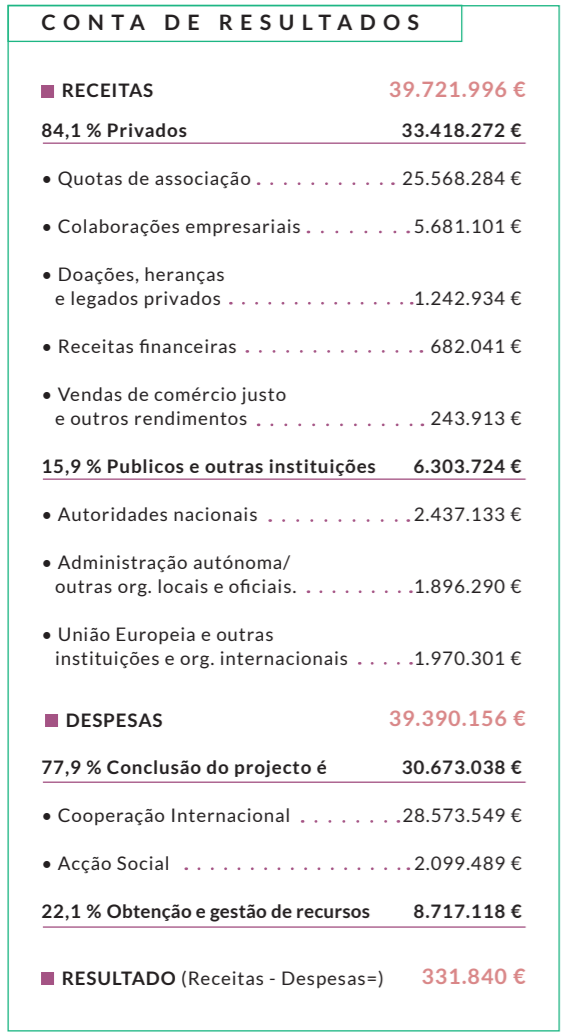 CONTA DE RESULTADOS
RECEITAS 39.721.996 €
84,1 % Privados 33.418.272 €
• Quotas de associação . . . . . . . . . . . 25.568.284 €
• Colaborações empresariais . . . . . . . . 5.681.101 €
• Doações, heranças
e legados privados . . . . . . . . . . . . . . . 1.242.934 €
• Receitas financeiras . . . . . . . . . . . . . . 682.041 €
• Vendas de comércio justo
e outros rendimentos . . . . . . . . . . . . . 243.913 €
15,9 % Publicos e outras instituições 6.303.724 €
• Autoridades nacionais . . . . . . . . . . . 2.437.133 €
• Administração autónoma/
outras org. locais e oficiais. . . . . . . . . . 1.896.290 €
• União Europeia e outras
instituições e org. internacionais . . . . . 1.970.301 €
DESPESAS 39.390.156 €
77,9 % Conclusão do projecto é 30.673.038 €
• Cooperação Internacional . . . . . . . . 28.573.549 €
• Acção Social . . . . . . . . . . . . . . . . . . 2.099.489 €
22,1 % Obtenção e gestão de recursos 8.717.118 €
RESULTADO (Receitas - Despesas=) 331.840 €